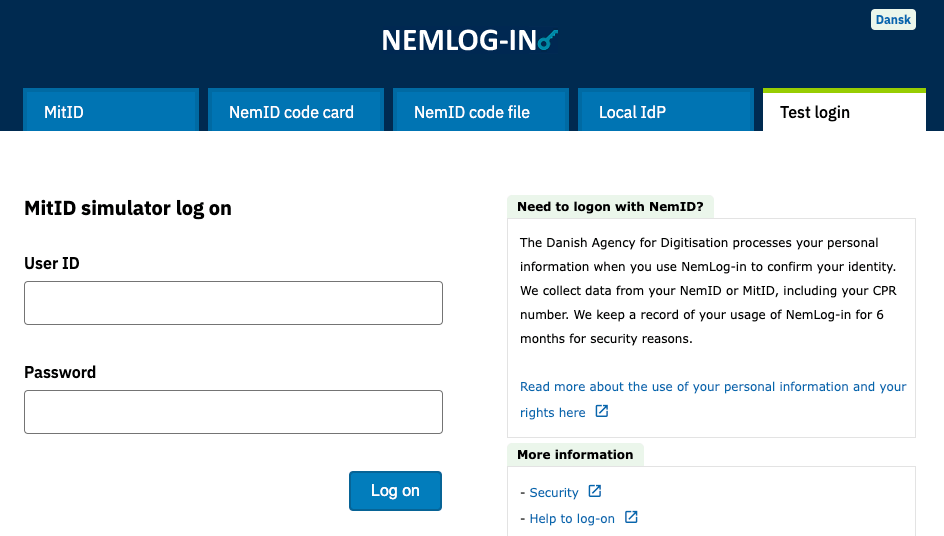 Dansk
NEMLOG-IN
MitID
NemID code card
NemID code file
Local IdP
Test login
MitID simulator log on
User ID
Password
Log on
Need to logon with NemID?
The Danish Agency for Digitisation processes your personal
information when you use NemLog-in to confirm your identity.
We collect data from your NemID or MitID, including your CPR
number. We keep a record of your usage of NemLog-in for 6
months for security reasons.
Read more about the use of your personal information and your
rights here
More information
- Security
- Help to log-on